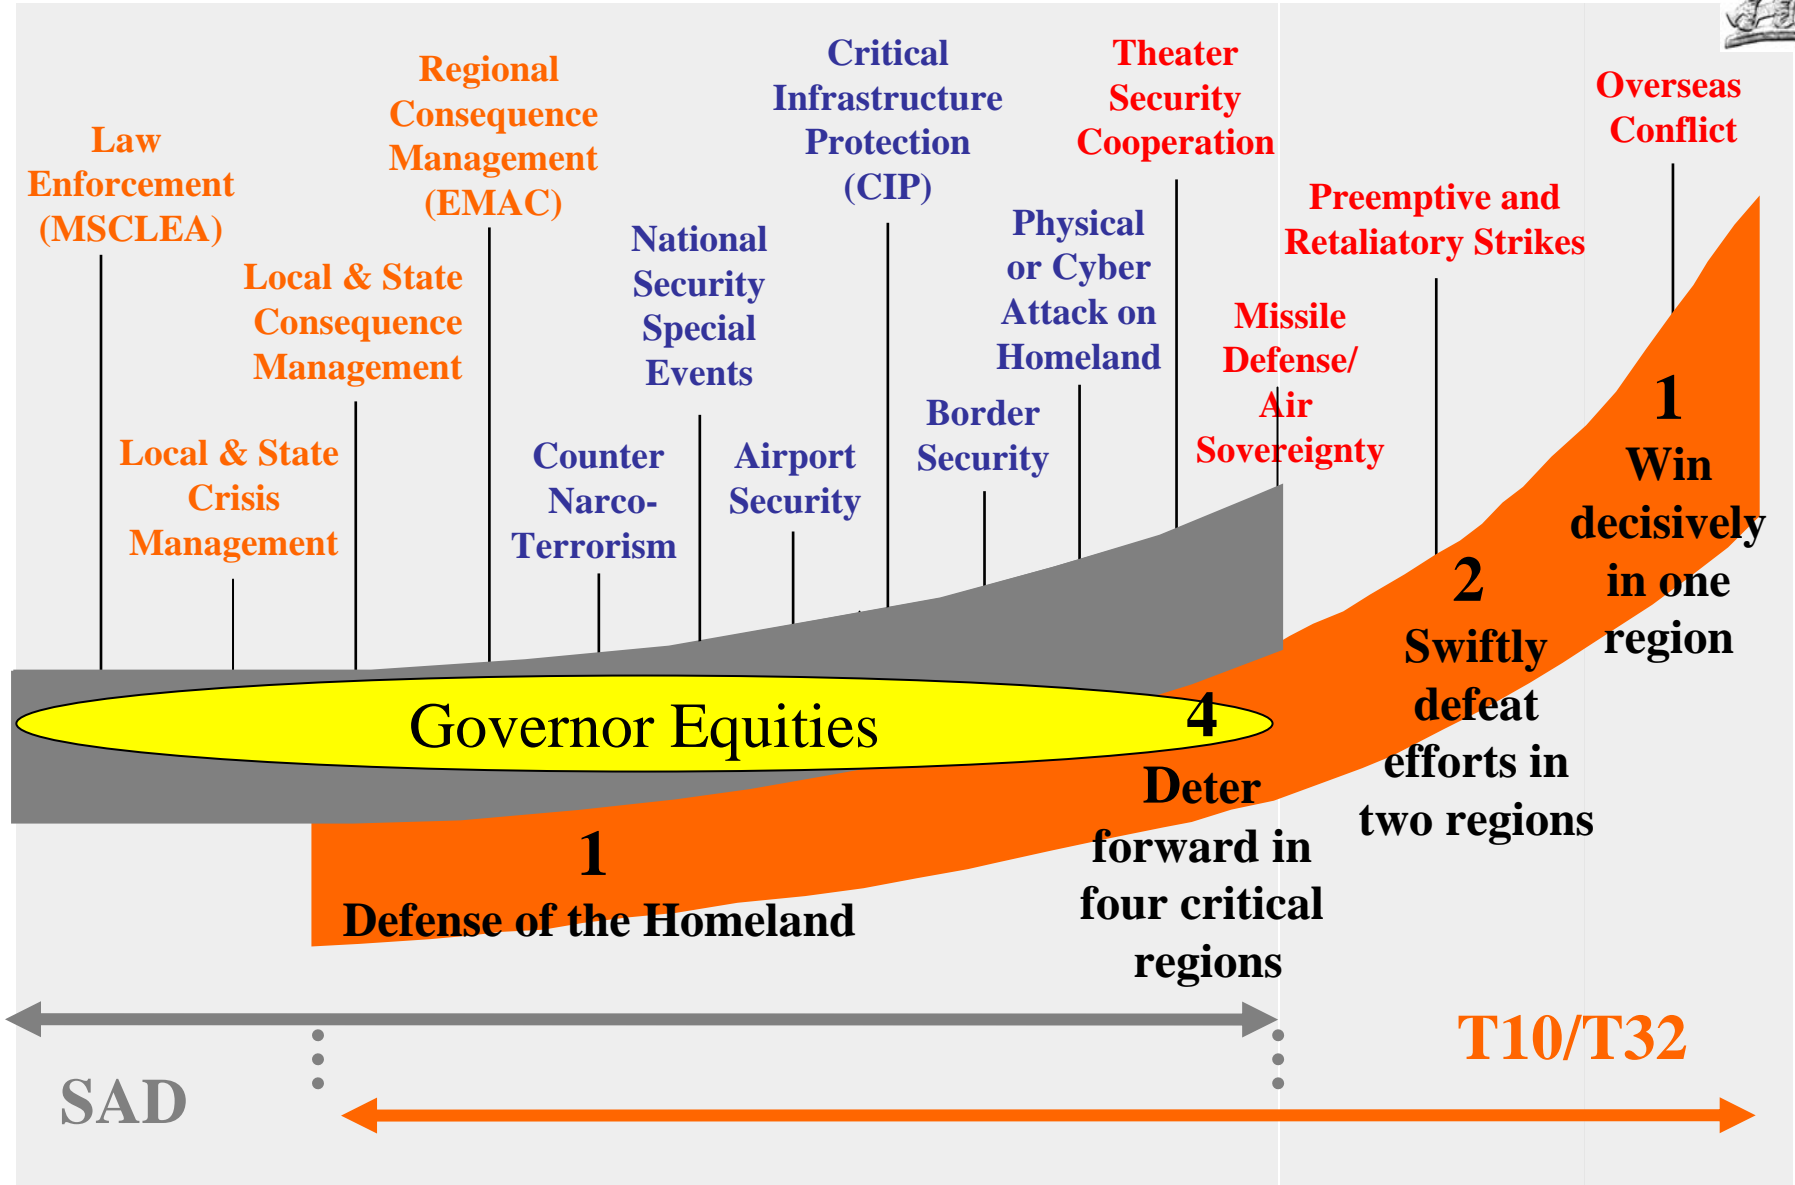 Law
Enforcement
(MSCLEA)
Local & State
Crisis
Management
Local & State
Consequence
Management
Regional
Consequence
Management
(EMAC)
Counter
Narco-
Terrorism
National
Security
Special
Events
Airport
Security
Critical
Infrastructure
Protection
(CIP)
Border
Security
Physical
or Cyber
Attack on
Homeland
Theater
Security
Cooperation
Missile
Defense/
Air
Sovereignty
Preemptive and
Retaliatory Strikes
Overseas
Conflict
Governor Equities
1
Defense of the Homeland
4
Deter
forward in
four critical
regions
2
Swiftly
defeat
efforts in
two regions
1
Win
decisively
in one
region
SAD
T10/T32